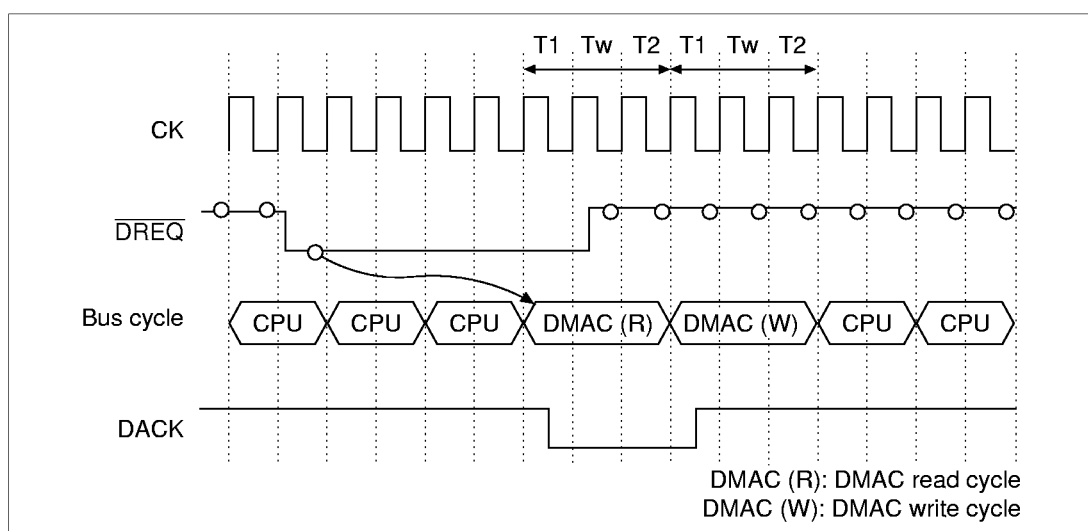 T1 Tw T2 T1 Tw T2
CK
DREQ
Bus cycle CPU CPU CPU DMAC (R) DMAC (W) CPU CPU
DACK
DMAC (R): DMAC read cycle
DMAC (W): DMAC write cycle